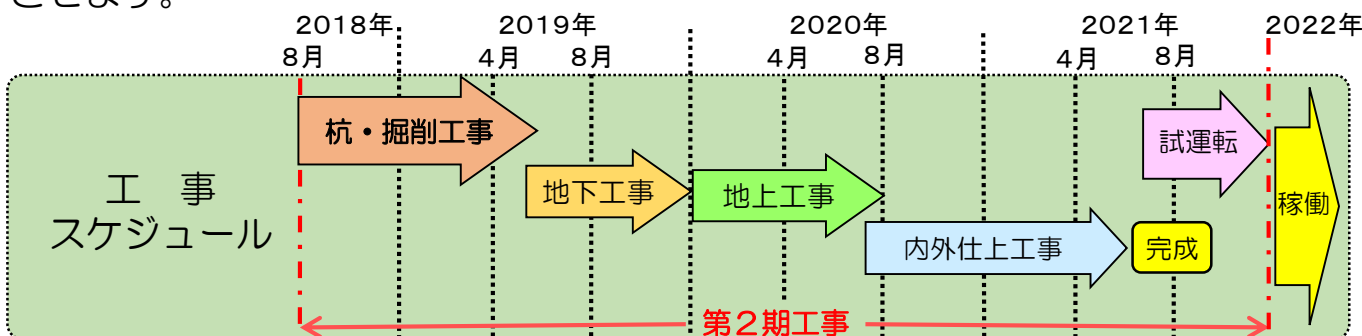 2018年 2019年 2020年 2021年 2022年
8月 4月 8月 4月 8月 4月 8月
工 事
スケジュール
杭・掘削工事
地下工事
地上工事
内外仕上工事
試運転
完成
稼働
第2期工事